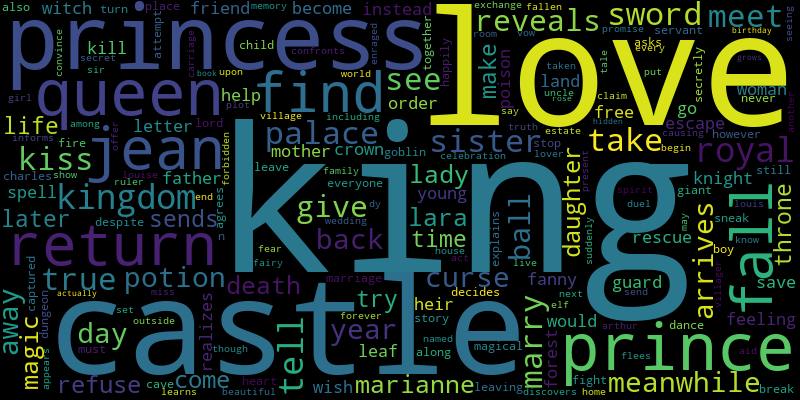 also witch turn place friend become instead exchange fallen birthday
memory room promise vow servant reveals sword meet
princess love
convince secret attempt carriage confronts enraged together happily
kill child sir asks every secretly seeing
queen find see make poison land woman
girl book upon world tale put
help order uncle taken rose claim never
life among letter lord plot village including say free go escape
fire offer forbidden palace sister truth estate hidden take causing however another
informs jean mother crown goblin stop lover begin royal
kiss charles show louise leave everyone celebration
spell father ruler end family lady daughter present knight still
kingdom agrees give young spirit giant throne
later despite sends dy wedding lara ball duel louis sneak
king
return n back time explains suddenly rescue may boy know
fear house act guard villager save
true potion fairy marriage live arrives fall
away captured death curse fanny
actually miss decides next send
castle
magic day set dungeon realizes forever try heir elf arthur feeling
outside tell year story named would flees aid
must though leaf along magical marry forest dance prince
appears refuse cave come heart wish marianne leaving fight meanwhile break
learns beautiful discovers home